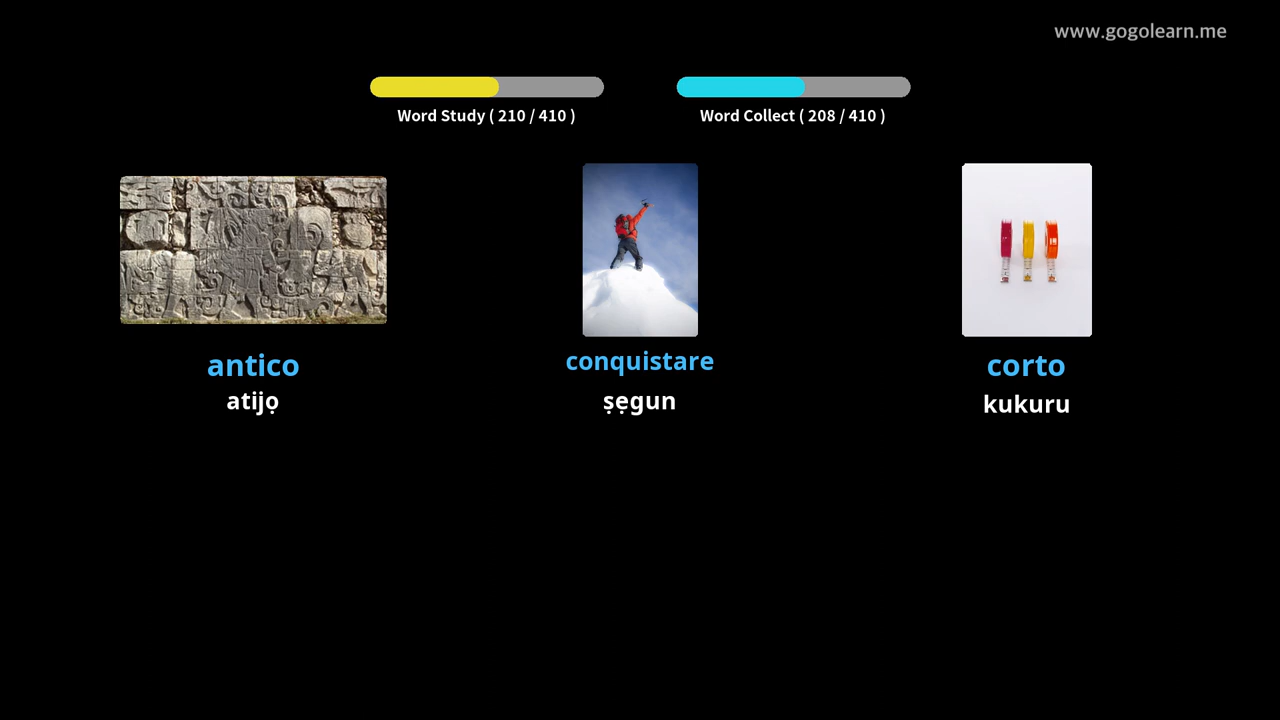 www.gogolearn.me
Word Study ( 210 / 410 )
Word Collect ( 208 / 410 )
antico
conquistare
corto
atijọ
ṣẹgun
kukuru